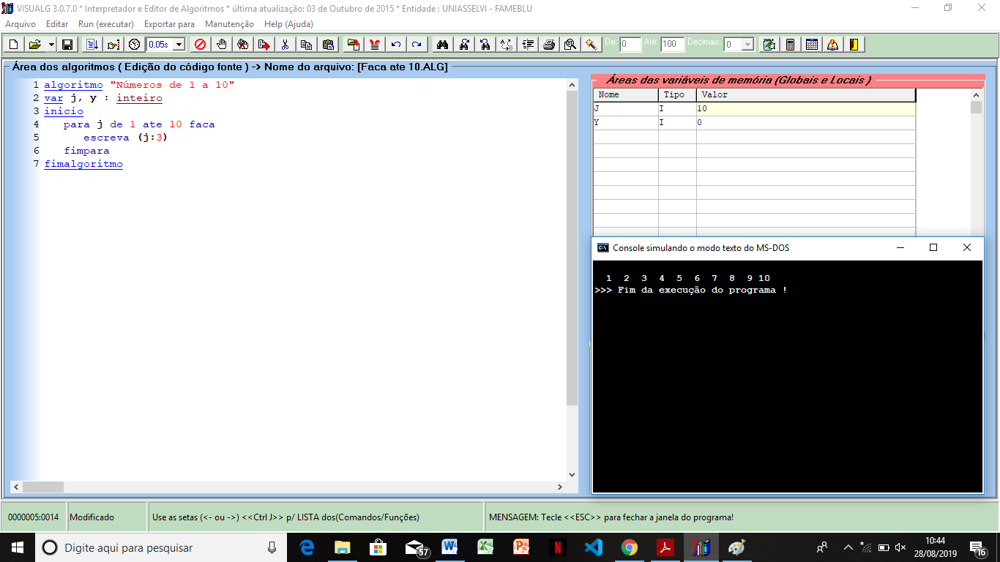 VISUALG 3.0.7.0 * Interpretador e Editor de Algoritmos * última atualização: 03 de Outubro de 2015 * Entidade : UNIASSELVI - FAMEBLU
Arquivo Editar Run (executar) Exportar para Manutenção Help (Ajuda)
0,05s De: 0 Até: 100 Decimais: 0
Área dos algoritmos ( Edição do código fonte ) -> Nome do arquivo: [Faca ate 10.ALG]
1 algoritmo "Números de 1 a 10"
2 var j, y : inteiro
3 inicio
4 para j de 1 ate 10 faca
5 escreva (j:3)
6 fimpara
7 fimalgoritmo
Áreas das variáveis de memória (Globais e Locais )
Nome Tipo Valor
J I 10
Y I 0
Console simulando o modo texto do MS-DOS
1 2 3 4 5 6 7 8 9 10
>>> Fim da execução do programa !
0000005:0014 Modificado Use as setas (<- ou ->) <<Ctrl J>> p/ LISTA dos(Comandos/Funções) MENSAGEM: Tecle <<ESC>> para fechar a janela do programa!
Digite aqui para pesquisar
57
10:44
28/08/2019
16